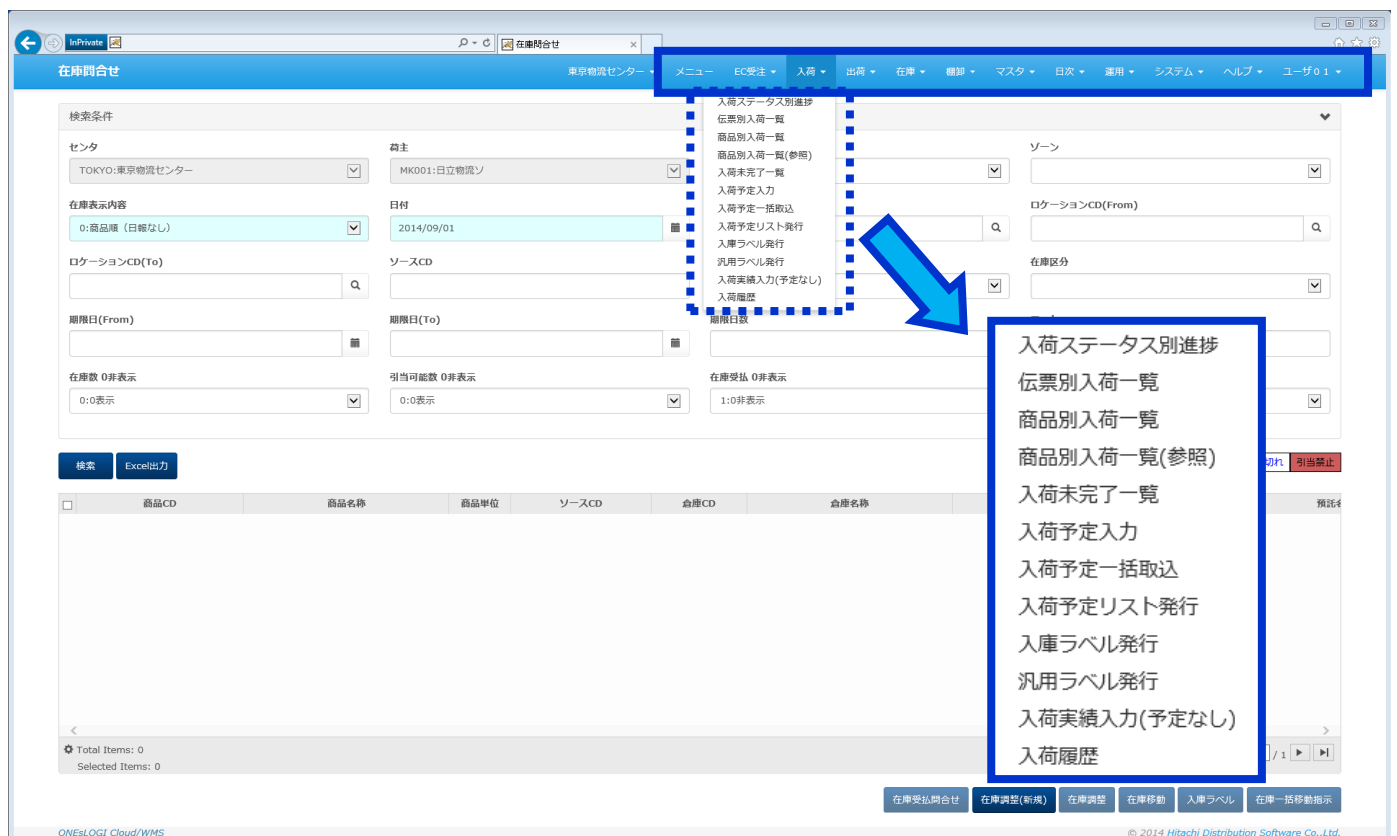 InPrivate
在庫問合せ
在庫問合せ 東京物流センター メニュー EC受注 入荷 出荷 在庫 棚卸 マスタ 日次 運用 システム ヘルプ ユーザ01
検索条件
入荷ステータス別進捗
伝票別入荷一覧
商品別入荷一覧
商品別入荷一覧(参照)
入荷未完了一覧
入荷予定入力
入荷予定一括取込
入荷予定リスト発行
入庫ラベル発行
汎用ラベル発行
入荷実績入力(予定なし)
入荷履歴
センタ 荷主 ゾーン
TOKYO:東京物流センター MK001:日立物流ソ
在庫表示内容 日付 ロケーションCD(From)
0:商品順（日報なし） 2014/09/01
ロケーションCD(To) ソースCD 在庫区分
期限日(From) 期限日(To) 期限日数
在庫数 0非表示 引当可能数 0非表示 在庫受払 0非表示
0:0表示 0:0表示 1:0非表示
検索 Excel出力 切れ 引当禁止
商品CD 商品名称 商品単位 ソースCD 倉庫CD 倉庫名称
入荷ステータス別進捗
伝票別入荷一覧
商品別入荷一覧
商品別入荷一覧(参照)
入荷未完了一覧
入荷予定入力
入荷予定一括取込
入荷予定リスト発行
入庫ラベル発行
汎用ラベル発行
入荷実績入力(予定なし)
入荷履歴
Total Items: 0 / 1
Selected Items: 0
在庫受払問合せ 在庫調整(新規) 在庫調整 在庫移動 入庫ラベル 在庫一括移動指示
ONEsLOGI Cloud/WMS © 2014 Hitachi Distribution Software Co.,Ltd.